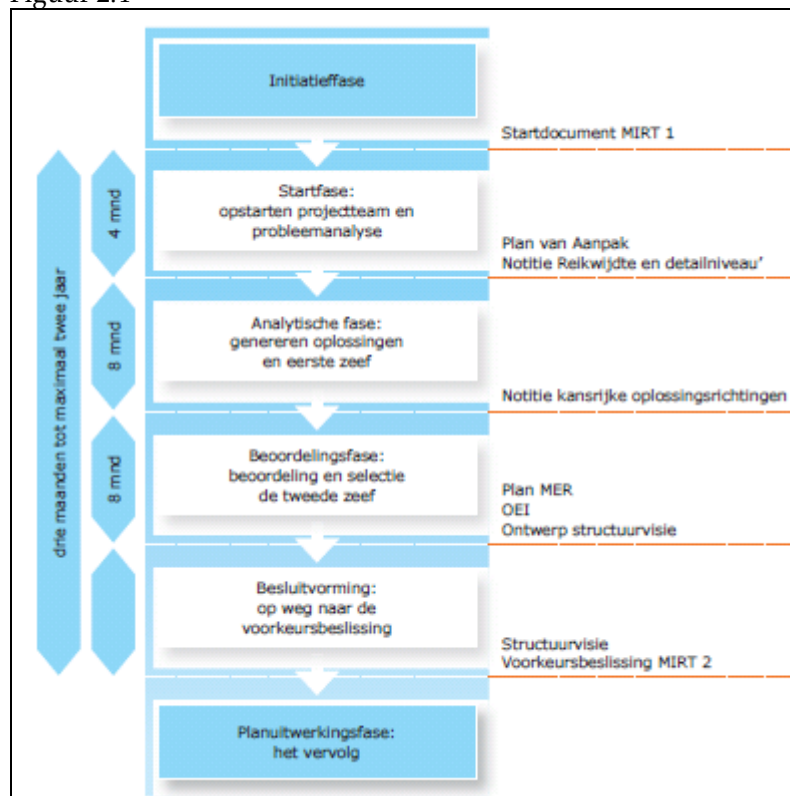 Figuur 2.1
Initiatieffase
Startdocument MIRT 1
Startfase:
opstarten projectteam en
probleemanalyse
4 mnd
Plan van Aanpak
Notitie Reikwijdte en detailniveau’
drie maanden tot maximaal twee jaar
Analytische fase:
genereren oplossingen
en eerste zeef
8 mnd
Notitie kansrijke oplossingsrichtingen
Beoordelingsfase:
beoordeling en selectie
de tweede zeef
8 mnd
Plan MER
OEI
Ontwerp structuurvisie
Besluitvorming:
op weg naar de
voorkeursbeslissing
Structuurvisie
Voorkeursbeslissing MIRT 2
Planuitwerkingsfase:
het vervolg